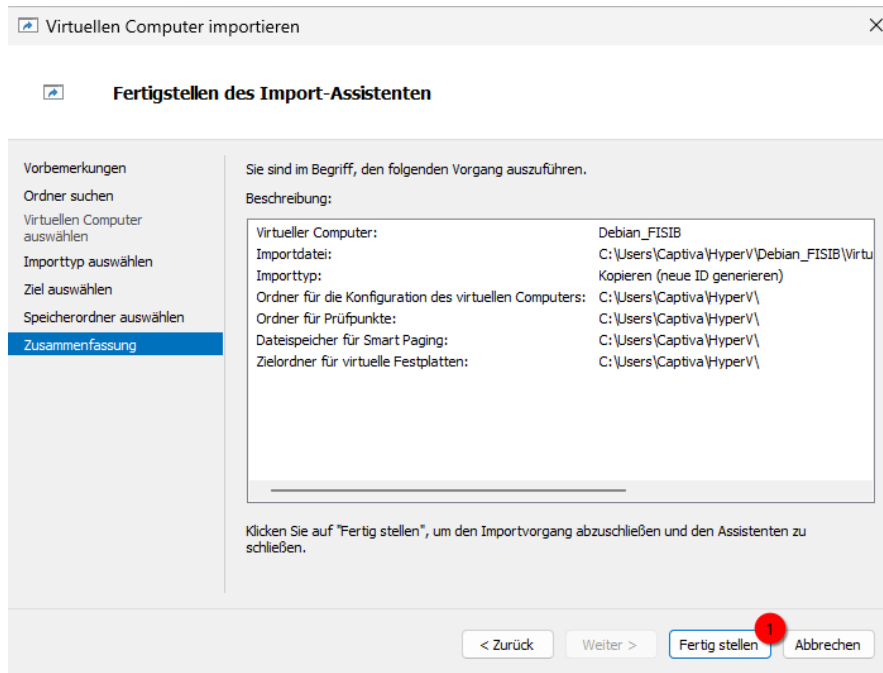 Virtuellen Computer importieren
Fertigstellen des Import-Assistenten
Vorbemerkungen
Ordner suchen
Virtuellen Computer
auswählen
Importtyp auswählen
Ziel auswählen
Speicherordner auswählen
Zusammenfassung
Sie sind im Begriff, den folgenden Vorgang auszuführen.
Beschreibung:
Virtueller Computer: Debian_FISIB
Importdatei: C:\Users\Captiva\HyperV\Debian_FISIB\Virtu
Importtyp: Kopieren (neue ID generieren)
Ordner für die Konfiguration des virtuellen Computers: C:\Users\Captiva\HyperV\
Ordner für Prüfpunkte: C:\Users\Captiva\HyperV\
Dateispeicher für Smart Paging: C:\Users\Captiva\HyperV\
Zielordner für virtuelle Festplatten: C:\Users\Captiva\HyperV\
Klicken Sie auf "Fertig stellen", um den Importvorgang abzuschließen und den Assistenten zu
schließen.
1
< Zurück Weiter > Fertig stellen Abbrechen